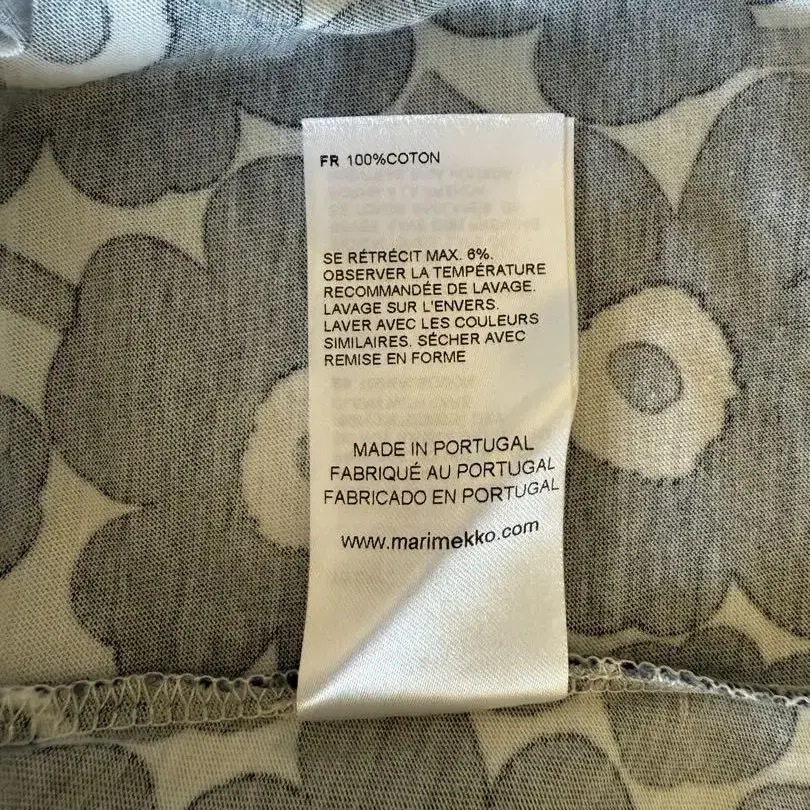 FR 100%COTON
SE RÉTRÉCIT MAX. 6%.
OBSERVER LA TEMPÉRATURE
RECOMMANDÉE DE LAVAGE.
LAVAGE SUR L'ENVERS.
LAVER AVEC LES COULEURS
SIMILAIRES. SÉCHER AVEC
REMISE EN FORME
MADE IN PORTUGAL
FABRIQUÉ AU PORTUGAL
FABRICADO EN PORTUGAL
www.marimekko.com